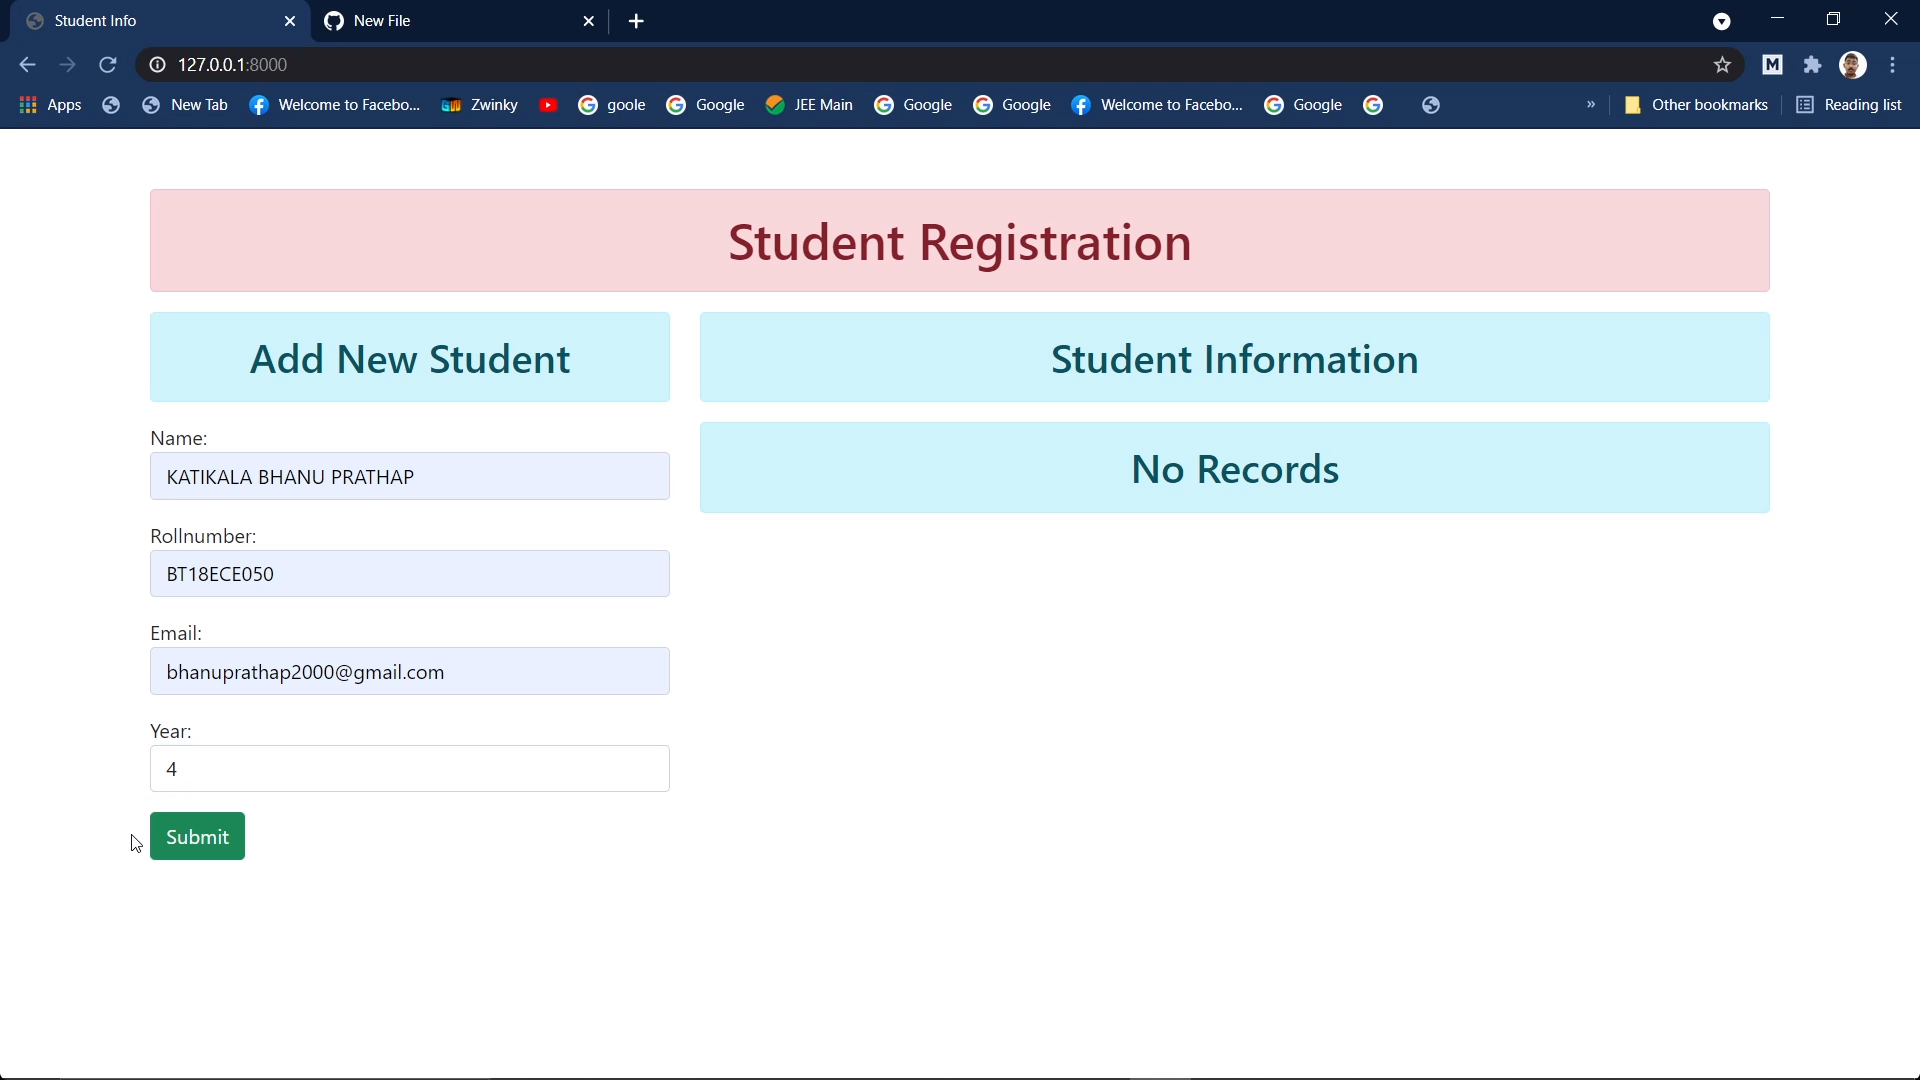 Student Info
New File
127.0.0.1:8000
M
Apps
New Tab
Welcome to Facebo...
Zwinky
goole
Google
JEE Main
Google
Google
Welcome to Facebo...
Google
»
Other bookmarks
Reading list
Student Registration
Add New Student
Student Information
Name:
KATIKALA BHANU PRATHAP
No Records
Rollnumber:
BT18ECE050
Email:
bhanuprathap2000@gmail.com
Year:
4
Submit